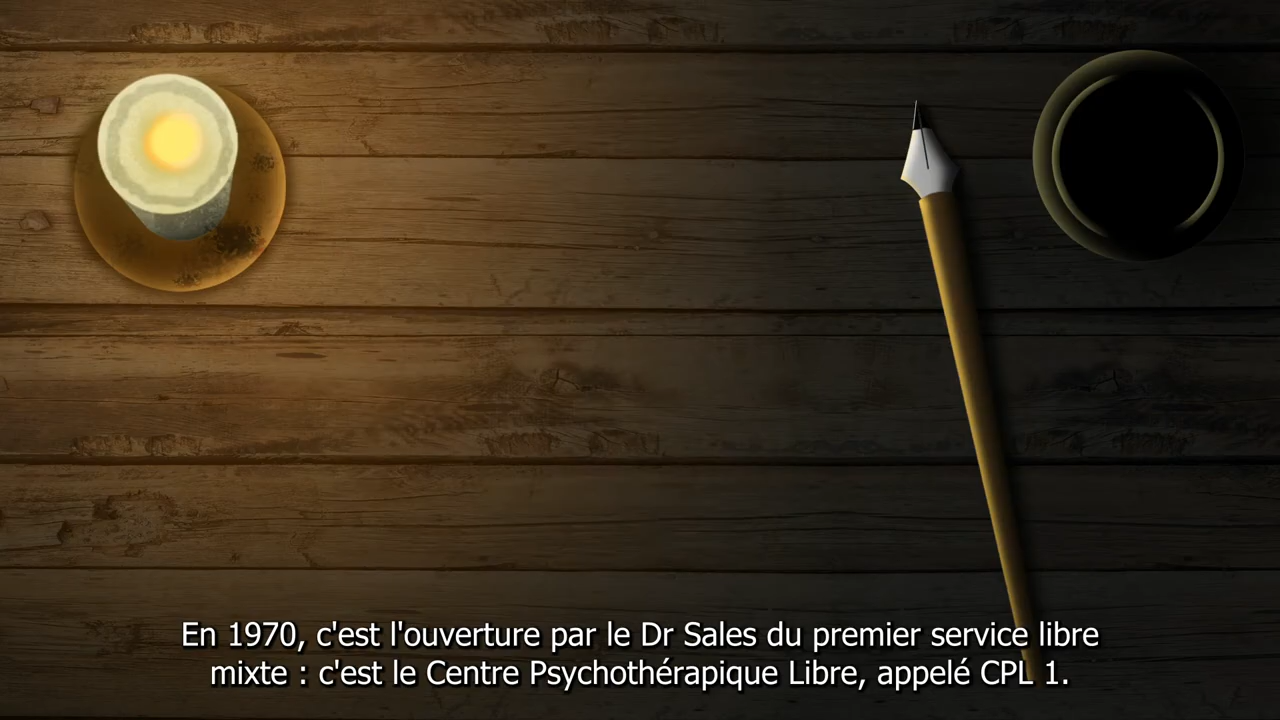 En 1970, c'est l'ouverture par le Dr Sales du premier service libre
mixte : c'est le Centre Psychothérapique Libre, appelé CPL 1.